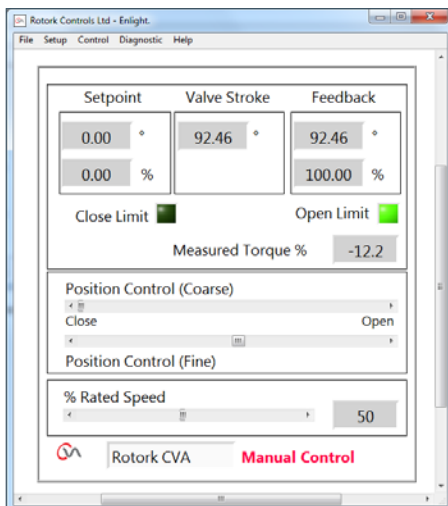 Rotork Controls Ltd - Enlight.
File Setup Control Diagnostic Help
Setpoint Valve Stroke Feedback
0.00 ° 92.46 ° 92.46 °
0.00 % 100.00 %
Close Limit Open Limit
Measured Torque % -12.2
Position Control (Coarse)
Close Open
Position Control (Fine)
% Rated Speed
50
Rotork CVA Manual Control